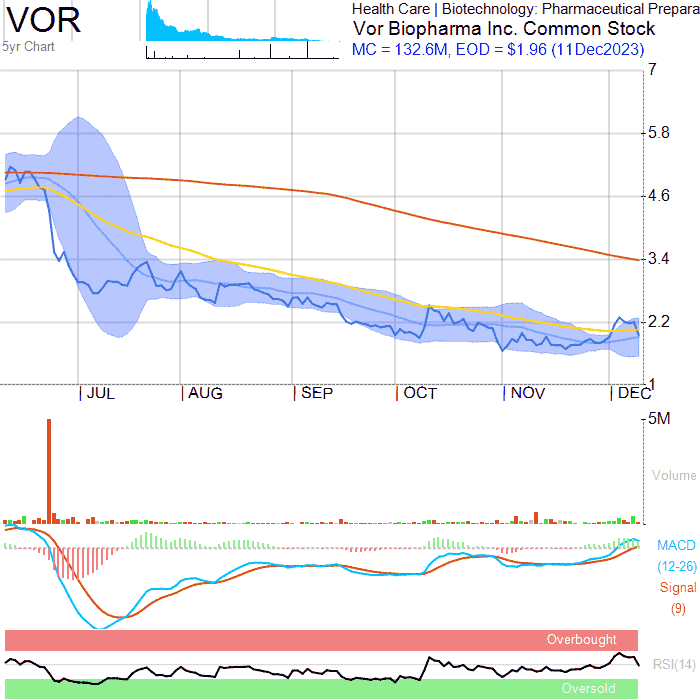 VOR
5yr Chart
Health Care | Biotechnology: Pharmaceutical Prepara
Vor Biopharma Inc. Common Stock
MC = 132.6M, EOD = $1.96 (11Dec2023)
7
5.8
4.6
3.4
2.2
1
JUL
AUG
SEP
OCT
NOV
DEC
5M
Volume
MACD
(12-26)
Signal
(9)
Overbought
RSI(14)
Oversold